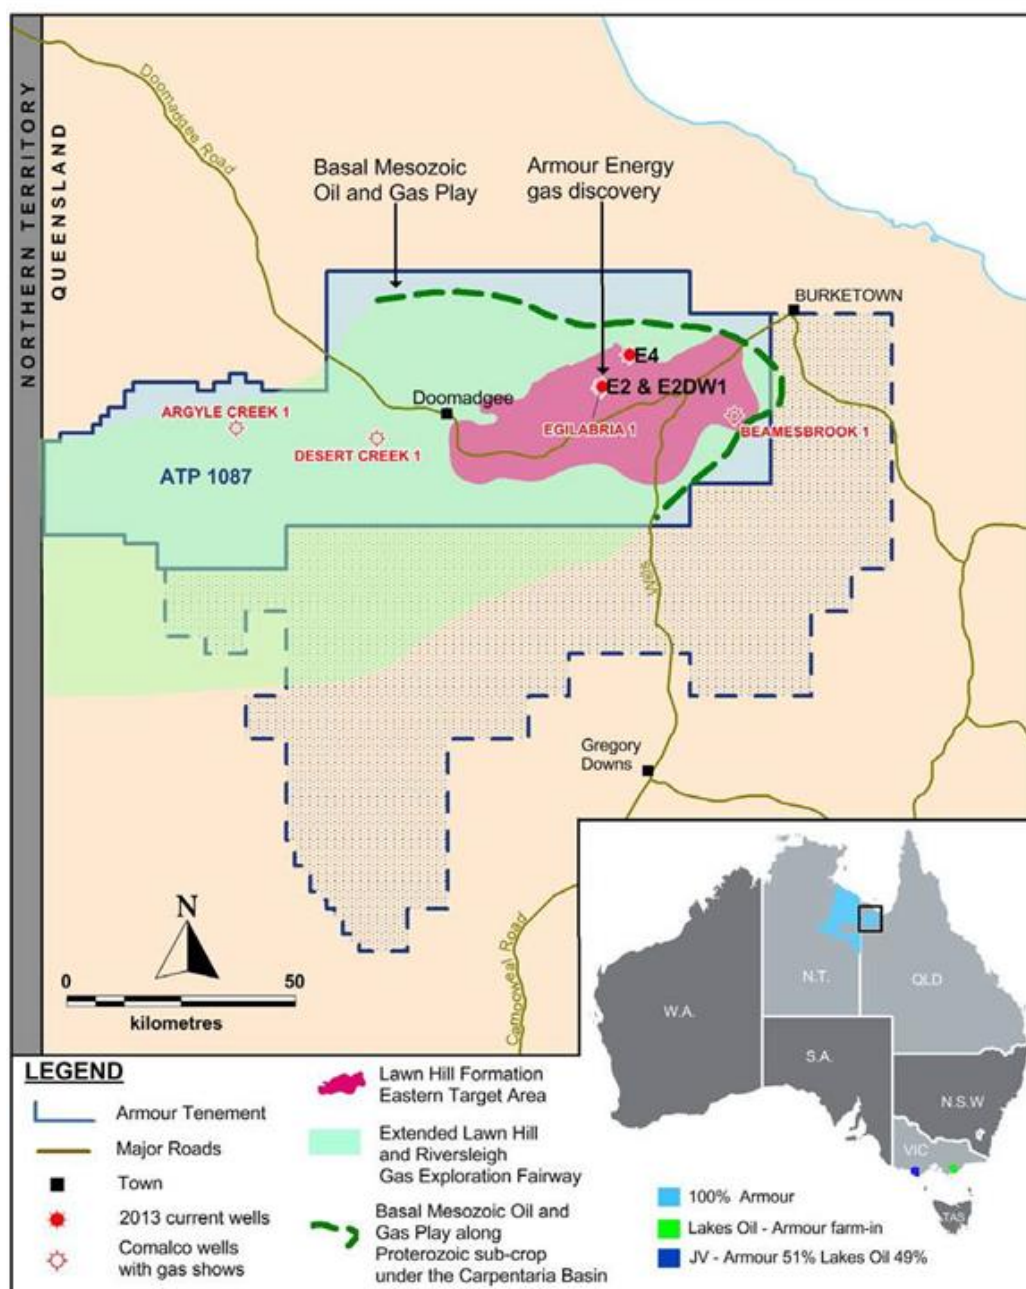 NORTHERN TERRITORY
QUEENSLAND
Doomadgee Road
Basal Mesozoic
Oil and Gas Play
Armour Energy
gas discovery
BURKETOWN
E4
E2 & E2DW1
Doomadgee
ARGYLE CREEK 1
EGILABRIA 1
BEAMESBROOK 1
DESERT CREEK 1
ATP 1087
Wills
Gregory
Downs
Camooweal Road
N
0 50
kilometres
W.A.
N.T.
QLD
S.A.
N.S.W
VIC
TAS
100% Armour
Lakes Oil - Armour farm-in
JV - Armour 51% Lakes Oil 49%
LEGEND
Armour Tenement
Major Roads
Town
2013 current wells
Comalco wells
with gas shows
Lawn Hill Formation
Eastern Target Area
Extended Lawn Hill
and Riversleigh
Gas Exploration Fairway
Basal Mesozoic Oil and
Gas Play along
Proterozoic sub-crop
under the Carpentaria Basin